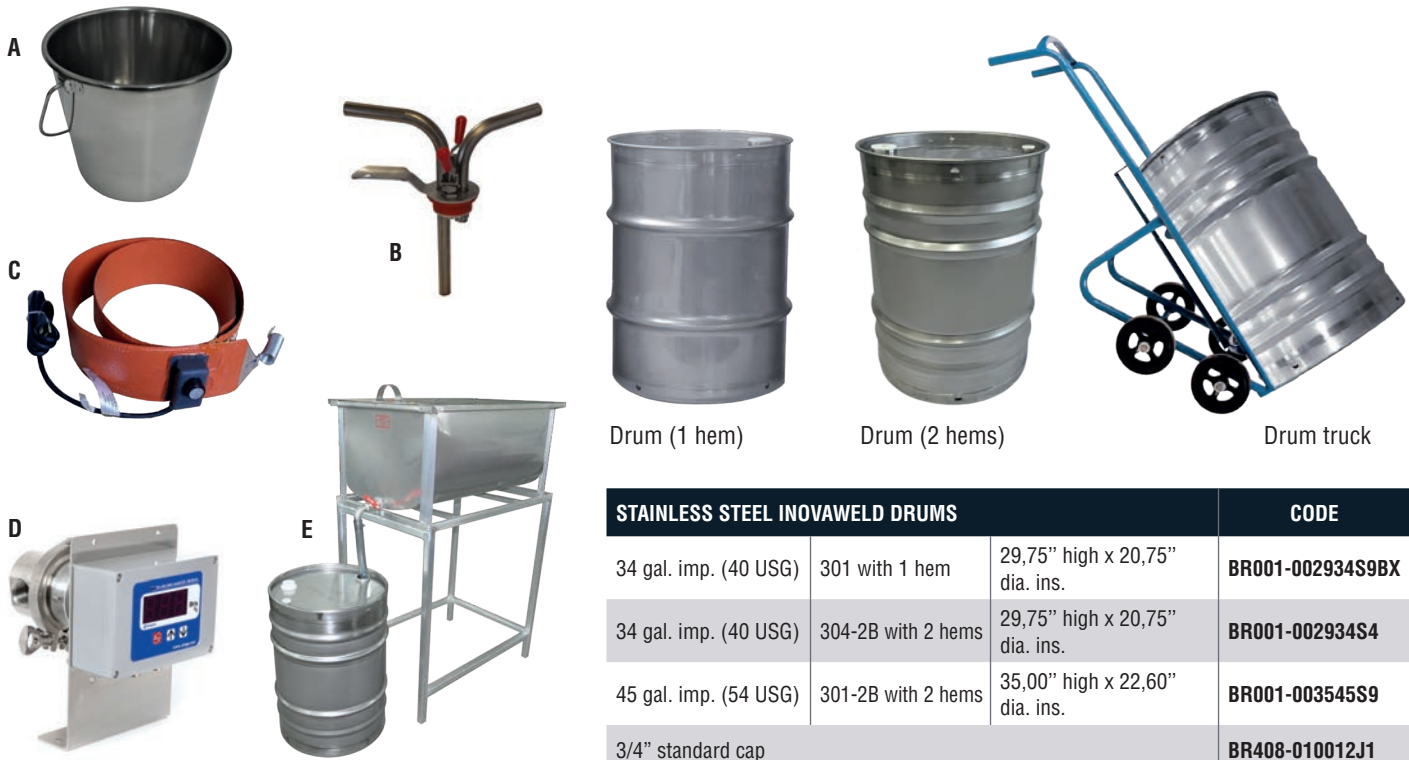 A
B
C
D
E
Drum (1 hem)
Drum (2 hems)
Drum truck
STAINLESS STEEL INOVAWELD DRUMS CODE
34 gal. imp. (40 USG) 301 with 1 hem 29,75’’ high x 20,75’’
dia. ins. BR001-002934S9BX
34 gal. imp. (40 USG) 304-2B with 2 hems 29,75’’ high x 20,75’’
dia. ins. BR001-002934S4
45 gal. imp. (54 USG) 301-2B with 2 hems 35,00’’ high x 22,60’’
dia. ins. BR001-003545S9
3/4” standard cap BR408-010012J1